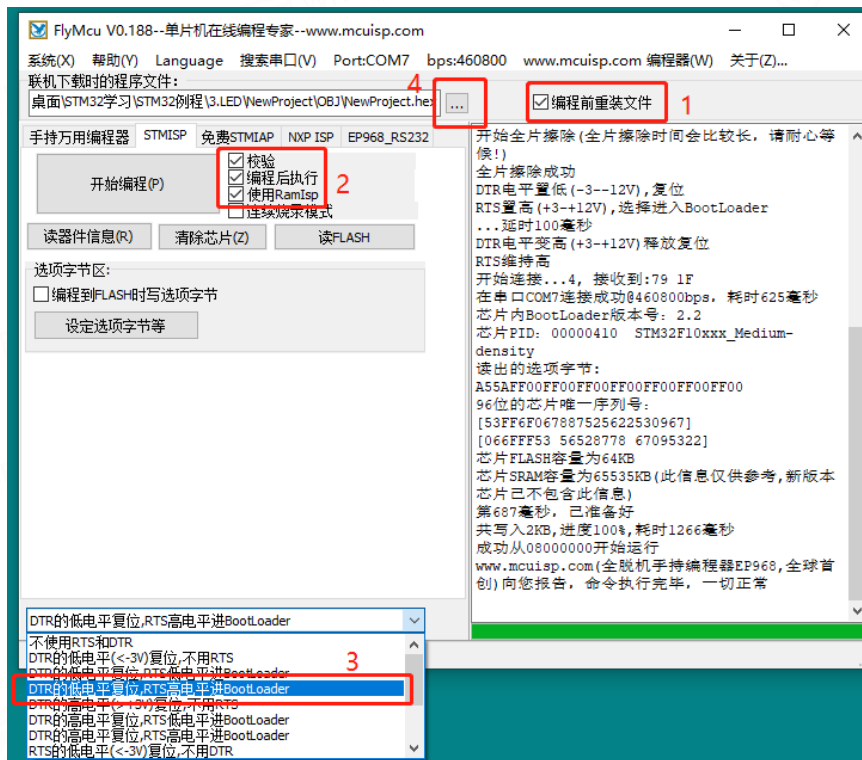 FlyMcu V0.188--单片机在线编程专家--www.mcuisp.com
系统(X) 帮助(Y) Language 搜索串口(V) Port:COM7 bps:460800 www.mcuisp.com 编程器(W) 关于(Z)...
联机下载时的程序文件:
4
桌面\STM32学习\STM32例程\3.LED\NewProject\OBJ\NewProject.hex
...
编程前重装文件
1
手持万用编程器 STMISP 免费STMIAP NXP ISP EP968_RS232
开始编程(P)
校验
编程后执行
使用RamIsp
连续烧录模式
2
读器件信息(R) 清除芯片(Z) 读FLASH
选项字节区:
编程到FLASH时写选项字节
设定选项字节等
开始全片擦除(全片擦除时间会比较长，请耐心等
候!)
全片擦除成功
DTR电平置低(-3--12V),复位
RTS置高(+3-+12V),选择进入BootLoader
...延时100毫秒
DTR电平变高(+3-+12V)释放复位
RTS维持高
开始连接...4, 接收到:79 1F
在串口COM7连接成功@460800bps, 耗时625毫秒
芯片内BootLoader版本号: 2.2
芯片PID: 00000410 STM32F10xxx_Medium-
density
读出的选项字节:
A55AFF00FF00FF00FF00FF00FF00FF00
96位的芯片唯一序列号:
[53FF6F067887525622530967]
[066FFF53 56528778 67095322]
芯片FLASH容量为64KB
芯片SRAM容量为65535KB(此信息仅供参考,新版本
芯片已不包含此信息)
第687毫秒，已准备好
共写入2KB,进度100%,耗时1266毫秒
成功从08000000开始运行
www.mcuisp.com(全脱机手持编程器EP968,全球首
创)向您报告，命令执行完毕，一切正常
DTR的低电平复位,RTS高电平进BootLoader
不使用RTS和DTR
DTR的低电平(<-3V)复位,不用RTS
DTR的低电平复位,RTS低电平进BootLoader
3
DTR的低电平复位,RTS高电平进BootLoader
DTR的高电平(>+3V)复位,不用RTS
DTR的高电平复位,RTS低电平进BootLoader
DTR的高电平复位,RTS高电平进BootLoader
RTS的低电平(<-3V)复位,不用DTR